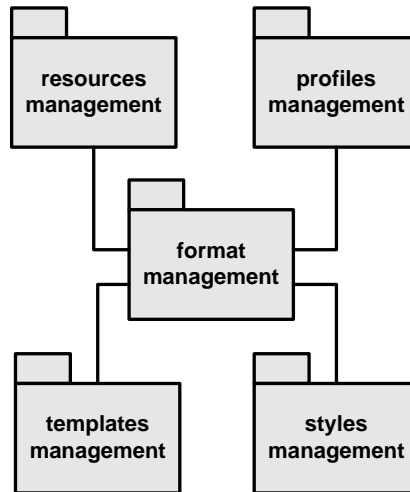 resources
management
profiles
management
format
management
templates
management
styles
management